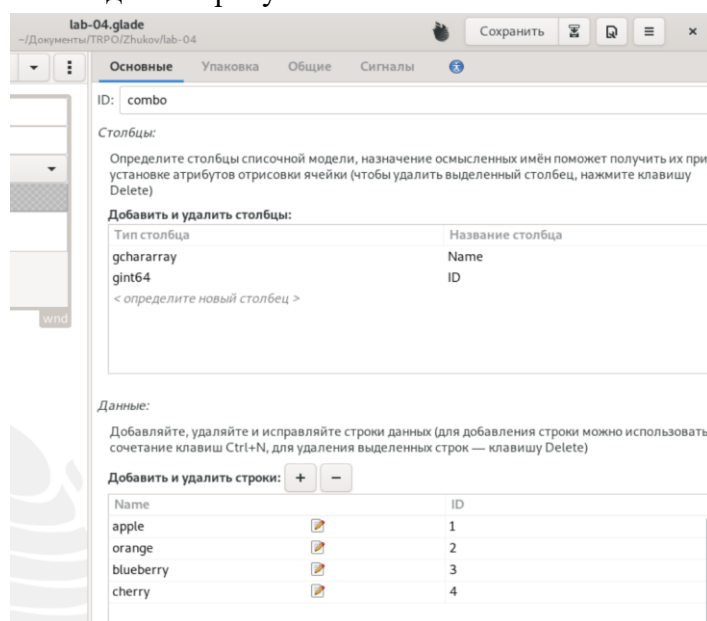 lab-04.glade
~/Документы/TRPO/Zhukov/lab-04
Сохранить
Основные Упаковка Общие Сигналы
ID: combo
Столбцы:
Определите столбцы списочной модели, назначение осмысленных имён поможет получить их при
установке атрибутов отрисовки ячейки (чтобы удалить выделенный столбец, нажмите клавишу
Delete)
Добавить и удалить столбцы:
Тип столбца Название столбца
gchararray Name
gint64 ID
< определите новый столбец >
wnd
Данные:
Добавляйте, удаляйте и исправляйте строки данных (для добавления строки можно использовать
сочетание клавиш Ctrl+N, для удаления выделенных строк — клавишу Delete)
Добавить и удалить строки: + −
Name ID
apple 1
orange 2
blueberry 3
cherry 4